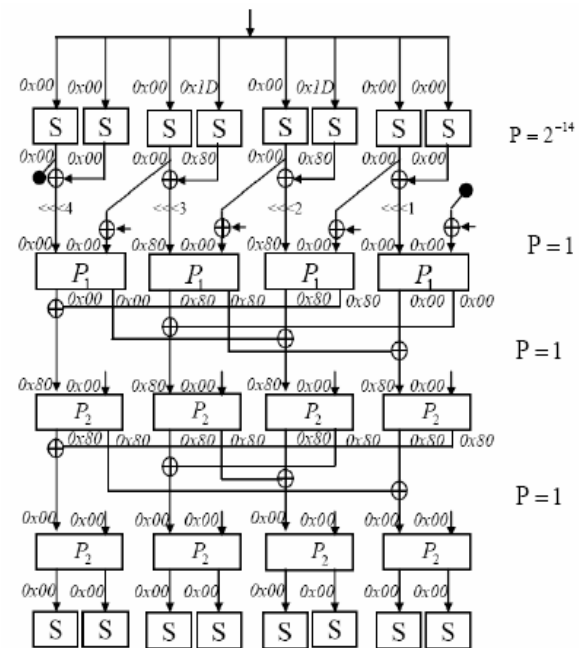 0x00 0x00 0x00 0x1D 0x00 0x1D 0x00 0x00
S S S S S S S S
P = 2⁻¹⁴
0x00 0x00 0x00 0x80 0x00 0x80 0x00 0x00
<<<4 <<<3 <<<2 <<<1
0x00 0x00 0x80 0x00 0x80 0x00 0x00 0x00
P = 1
P₁ P₁ P₁ P₁
0x00 0x00 0x80 0x80 0x80 0x80 0x00 0x00
P = 1
0x80 0x00 0x80 0x00 0x80 0x00 0x80 0x00
P₂ P₂ P₂ P₂
0x80 0x80 0x80 0x80 0x80 0x80 0x80 0x80
P = 1
0x00 0x00 0x00 0x00 0x00 0x00 0x00 0x00
P₂ P₂ P₂ P₂
0x00 0x00 0x00 0x00 0x00 0x00 0x00 0x00
S S S S S S S S